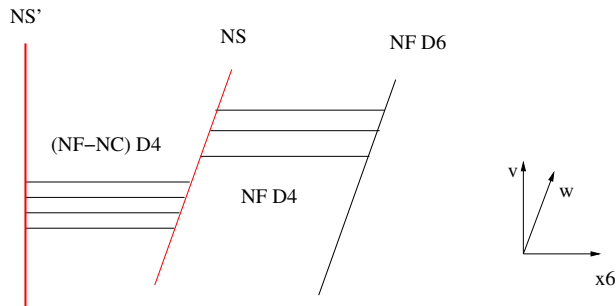 NS'
NS
NF D6
(NF−NC) D4
NF D4
v
w
x6